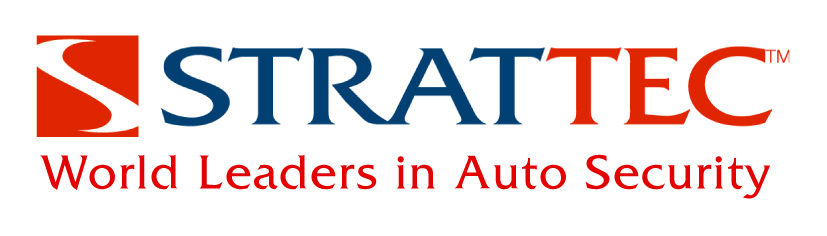 STRATTEC™
World Leaders in Auto Security